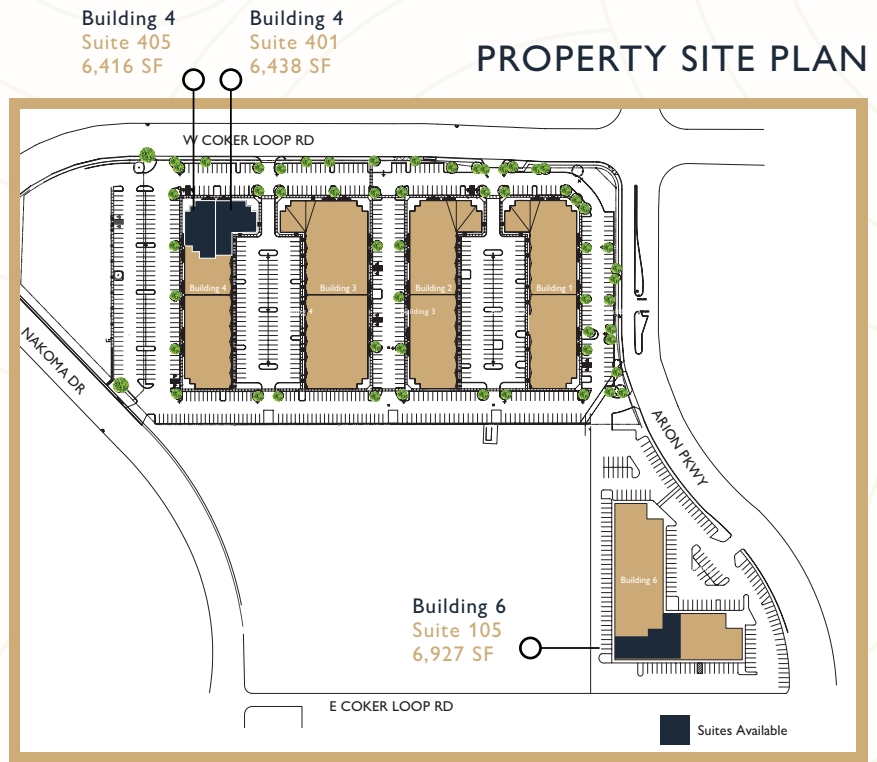 Building 4
Suite 405
6,416 SF
Building 4
Suite 401
6,438 SF
PROPERTY SITE PLAN
W COKER LOOP RD
Building 4
Building 3
Building 2
Building 1
4
uilding 3
NAKOMA DR
ARION PKWY
Building 6
Building 6
Suite 105
6,927 SF
E COKER LOOP RD
Suites Available